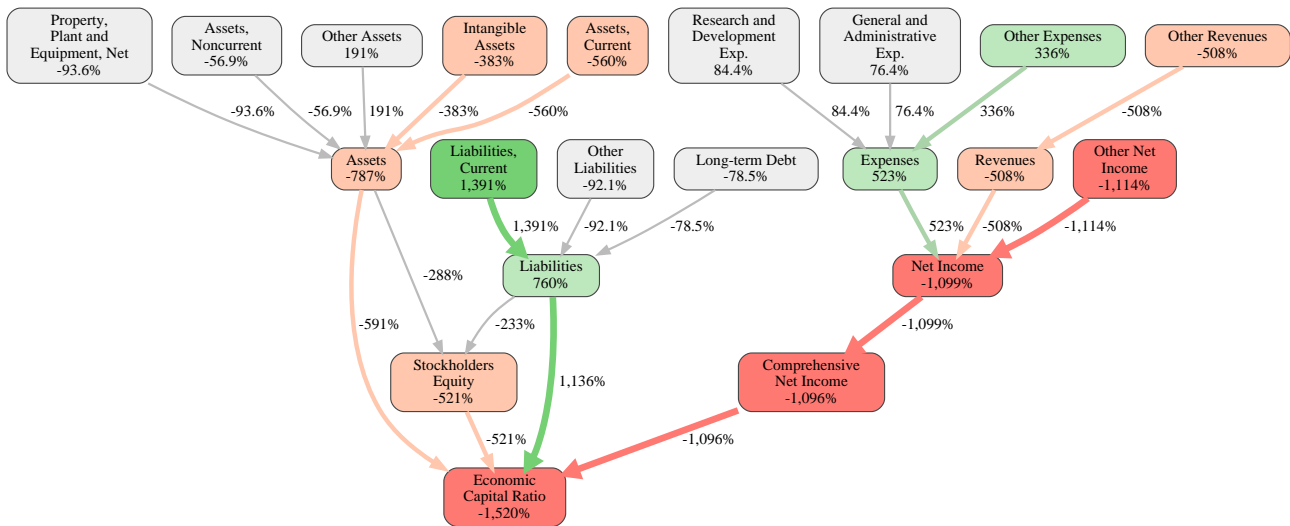 Property,
Plant and
Equipment, Net
-93.6%
Assets,
Noncurrent
-56.9%
Other Assets
191%
Intangible
Assets
-383%
Assets,
Current
-560%
Research and
Development
Exp.
84.4%
General and
Administrative
Exp.
76.4%
Other Expenses
336%
Other Revenues
-508%
-93.6%
-56.9%
191%
-383%
-560%
84.4%
76.4%
336%
-508%
Assets
-787%
Liabilities,
Current
1,391%
Other
Liabilities
-92.1%
Long-term Debt
-78.5%
Expenses
523%
Revenues
-508%
Other Net
Income
-1,114%
1,391%
-92.1%
-78.5%
523%
-508%
-1,114%
-288%
Liabilities
760%
Net Income
-1,099%
-591%
-233%
-1,099%
Stockholders
Equity
-521%
1,136%
Comprehensive
Net Income
-1,096%
-521%
-1,096%
Economic
Capital Ratio
-1,520%